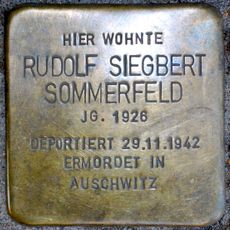 HIER WOHNTE
RUDOLF SIEGBERT
SOMMERFELD
JG. 1926
DEPORTIERT 29.11.1942
ERMORDET IN
AUSCHWITZ